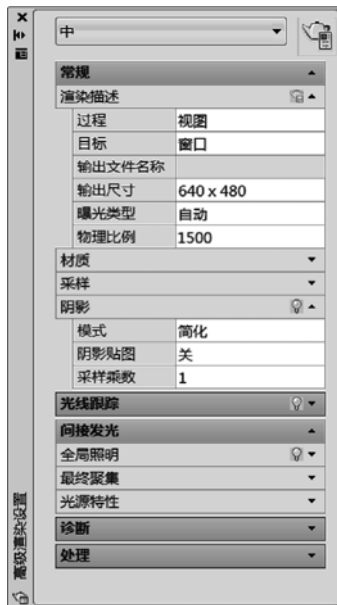 中
常规
渲染描述
过程 视图
目标 窗口
输出文件名称
输出尺寸 640 x 480
曝光类型 自动
物理比例 1500
材质
采样
阴影
模式 简化
阴影贴图 关
采样乘数 1
光线跟踪
间接发光
全局照明
最终聚集
光源特性
诊断
处理
高级渲染设置